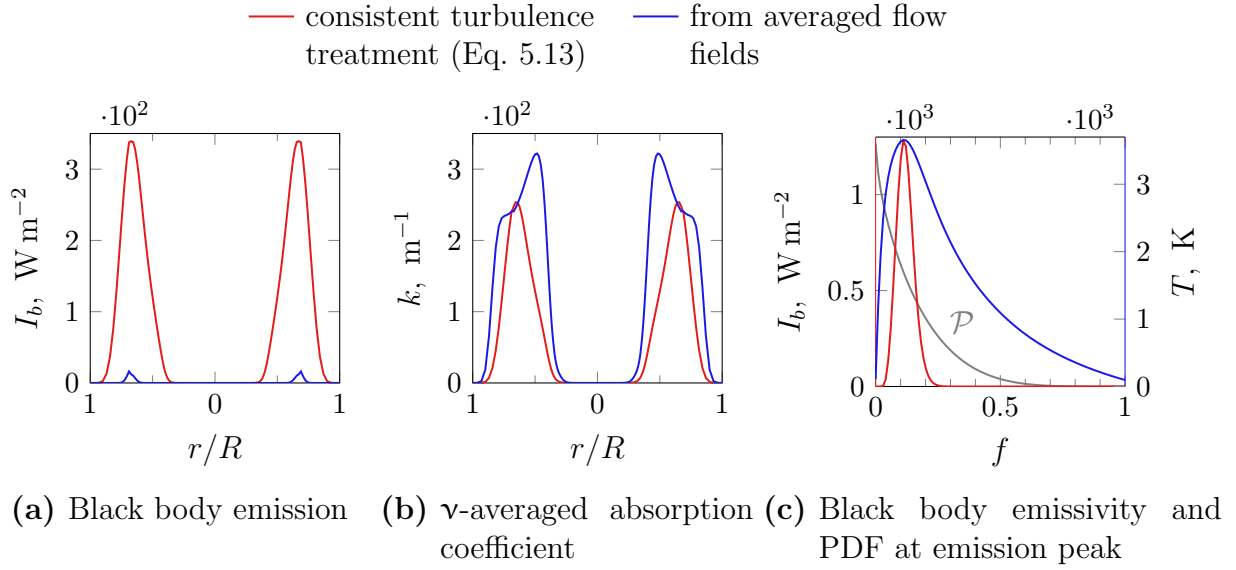 consistent turbulence treatment (Eq. 5.13)
from averaged flow fields
·10²
I_b, W m⁻²
3
2
1
0
1 0 1
r/R
(a) Black body emission
·10²
k, m⁻¹
3
2
1
0
1 0 1
r/R
(b) ν-averaged absorption
coefficient
·10³ ·10³
I_b, W m⁻²
1
0.5
0
𝒫
3
2
1
0
T, K
0 0.5 1
f
(c) Black body emissivity and
PDF at emission peak